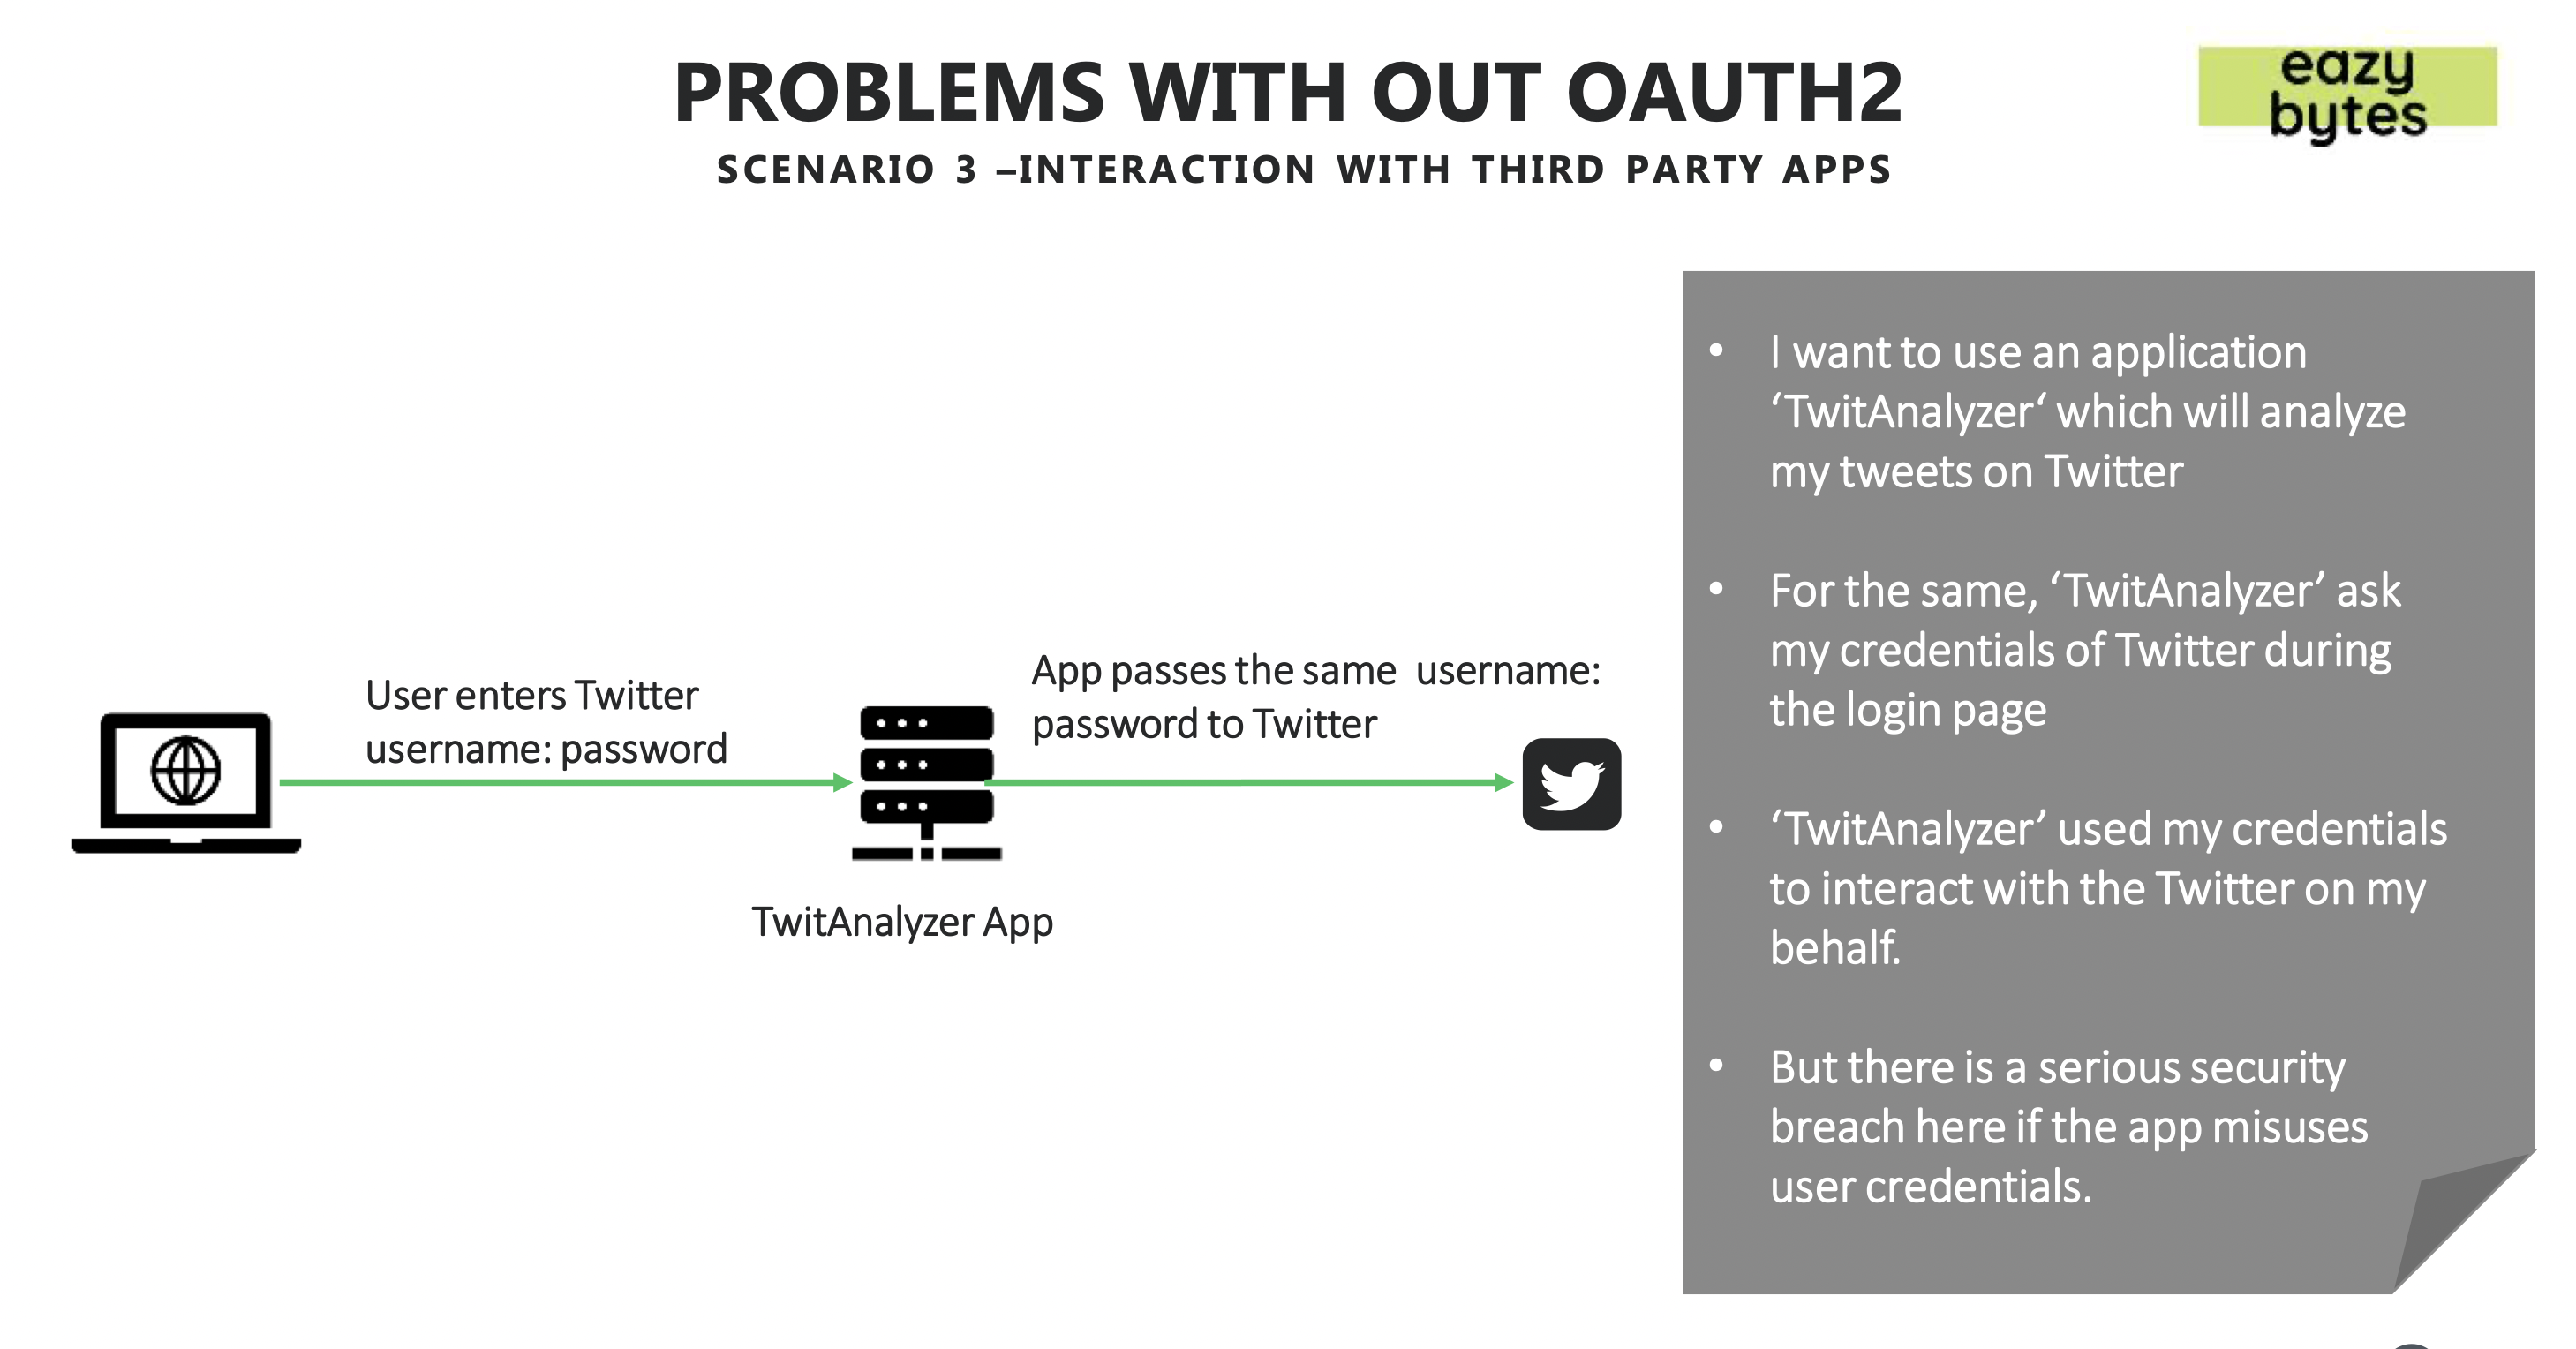 PROBLEMS WITH OUT OAUTH2
SCENARIO 3 –INTERACTION WITH THIRD PARTY APPS
eazy
bytes
User enters Twitter
username: password
App passes the same  username:
password to Twitter
TwitAnalyzer App
• I want to use an application
‘TwitAnalyzer‘ which will analyze
my tweets on Twitter
• For the same, ‘TwitAnalyzer’ ask
my credentials of Twitter during
the login page
• ‘TwitAnalyzer’ used my credentials
to interact with the Twitter on my
behalf.
• But there is a serious security
breach here if the app misuses
user credentials.